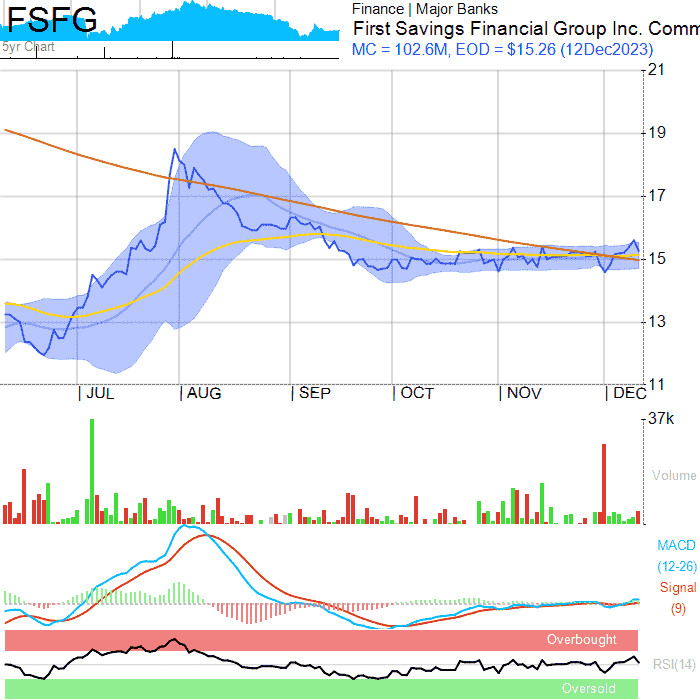 FSFG
5yr Chart
Finance | Major Banks
First Savings Financial Group Inc. Comm
MC = 102.6M, EOD = $15.26 (12Dec2023)
21
19
17
15
13
11
| JUL | AUG | SEP | OCT | NOV | DEC
37k
Volume
MACD
(12-26)
Signal
(9)
Overbought
RSI(14)
Oversold